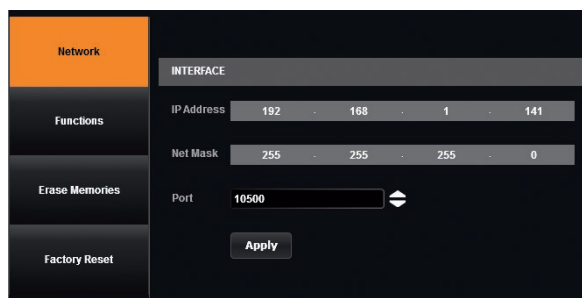 Network
Functions
Erase Memories
Factory Reset
INTERFACE
IP Address 192 . 168 . 1 . 141
Net Mask 255 . 255 . 255 . 0
Port 10500
Apply